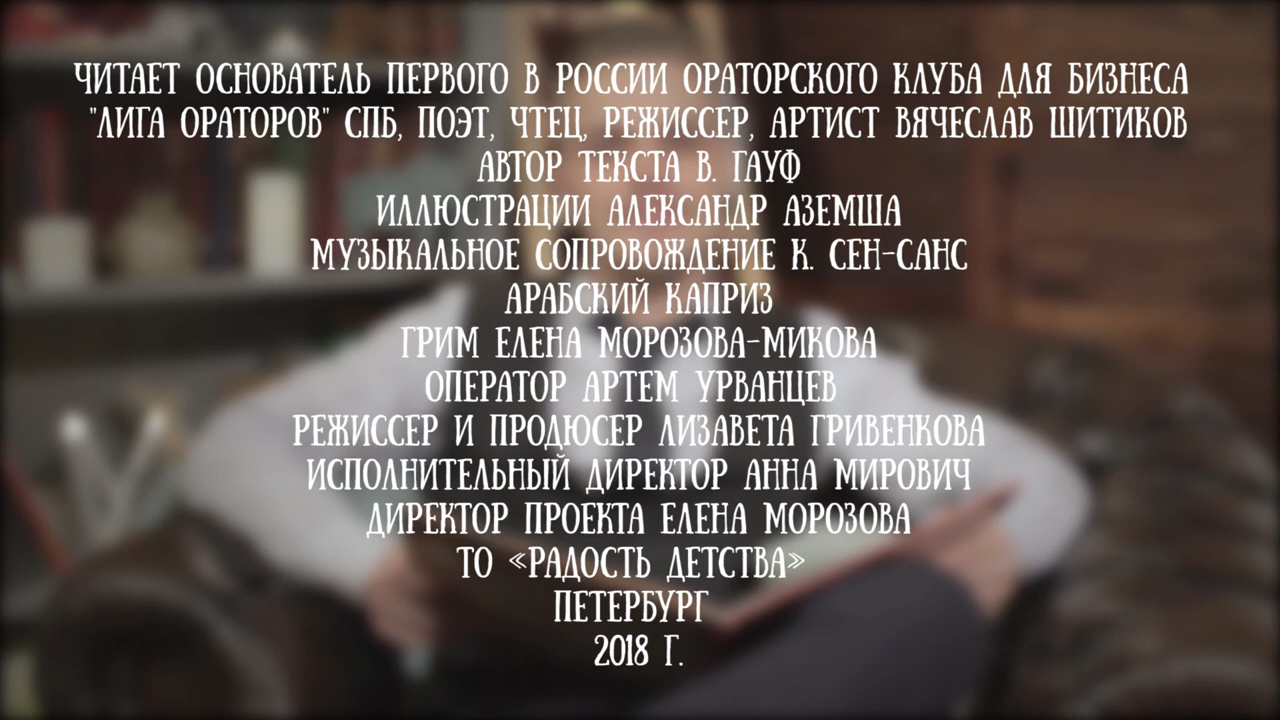 ЧИТАЕТ ОСНОВАТЕЛЬ ПЕРВОГО В РОССИИ ОРАТОРСКОГО КЛУБА ДЛЯ БИЗНЕСА
"ЛИГА ОРАТОРОВ" СПБ, ПОЭТ, ЧТЕЦ, РЕЖИССЕР, АРТИСТ ВЯЧЕСЛАВ ШИТИКОВ
АВТОР ТЕКСТА В. ГАУФ
ИЛЛЮСТРАЦИИ АЛЕКСАНДР АЗЕМША
МУЗЫКАЛЬНОЕ СОПРОВОЖДЕНИЕ К. СЕН-САНС
АРАБСКИЙ КАПРИЗ
ГРИМ ЕЛЕНА МОРОЗОВА-МИКОВА
ОПЕРАТОР АРТЕМ УРВАНЦЕВ
РЕЖИССЕР И ПРОДЮСЕР ЛИЗАВЕТА ГРИВЕНКОВА
ИСПОЛНИТЕЛЬНЫЙ ДИРЕКТОР АННА МИРОВИЧ
ДИРЕКТОР ПРОЕКТА ЕЛЕНА МОРОЗОВА
ТО «РАДОСТЬ ДЕТСТВА»
ПЕТЕРБУРГ
2018 Г.